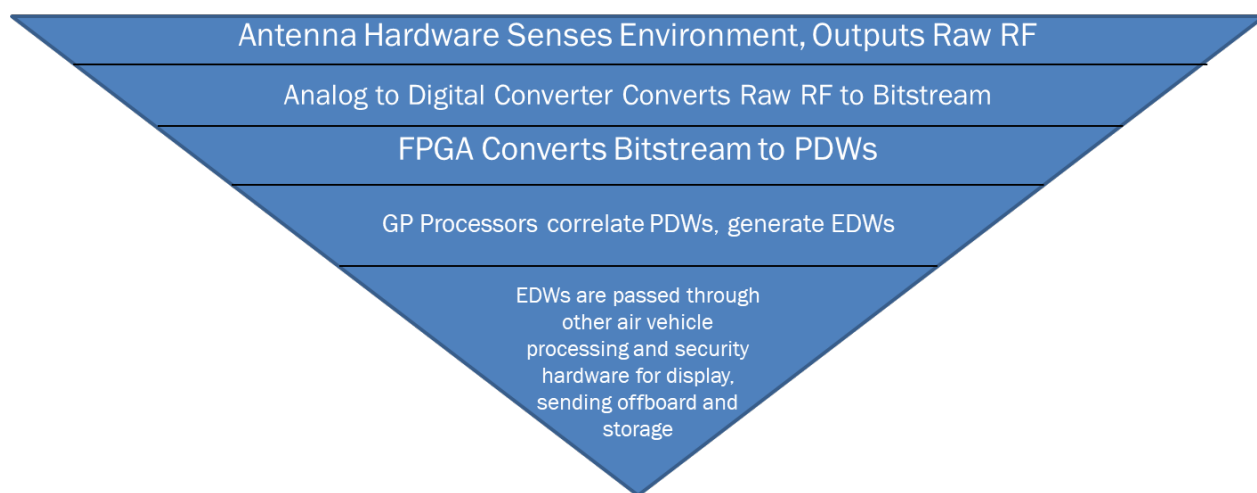 Antenna Hardware Senses Environment, Outputs Raw RF
Analog to Digital Converter Converts Raw RF to Bitstream
FPGA Converts Bitstream to PDWs
GP Processors correlate PDWs, generate EDWs
EDWs are passed through
other air vehicle
processing and security
hardware for display,
sending offboard and
storage